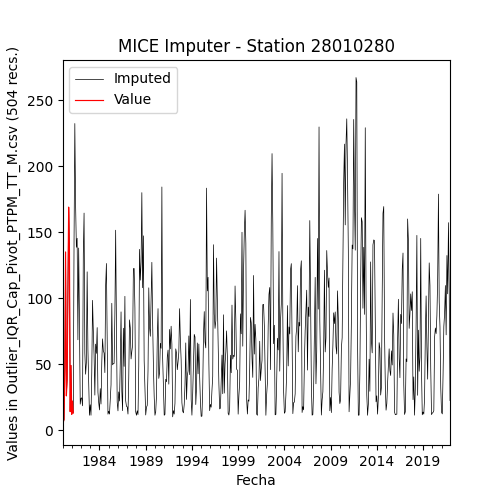 MICE Imputer - Station 28010280
Imputed
Value
Values in Outlier_IQR_Cap_Pivot_PTPM_TT_M.csv (504 recs.)
250
200
150
100
50
0
1984 1989 1994 1999 2004 2009 2014 2019
Fecha